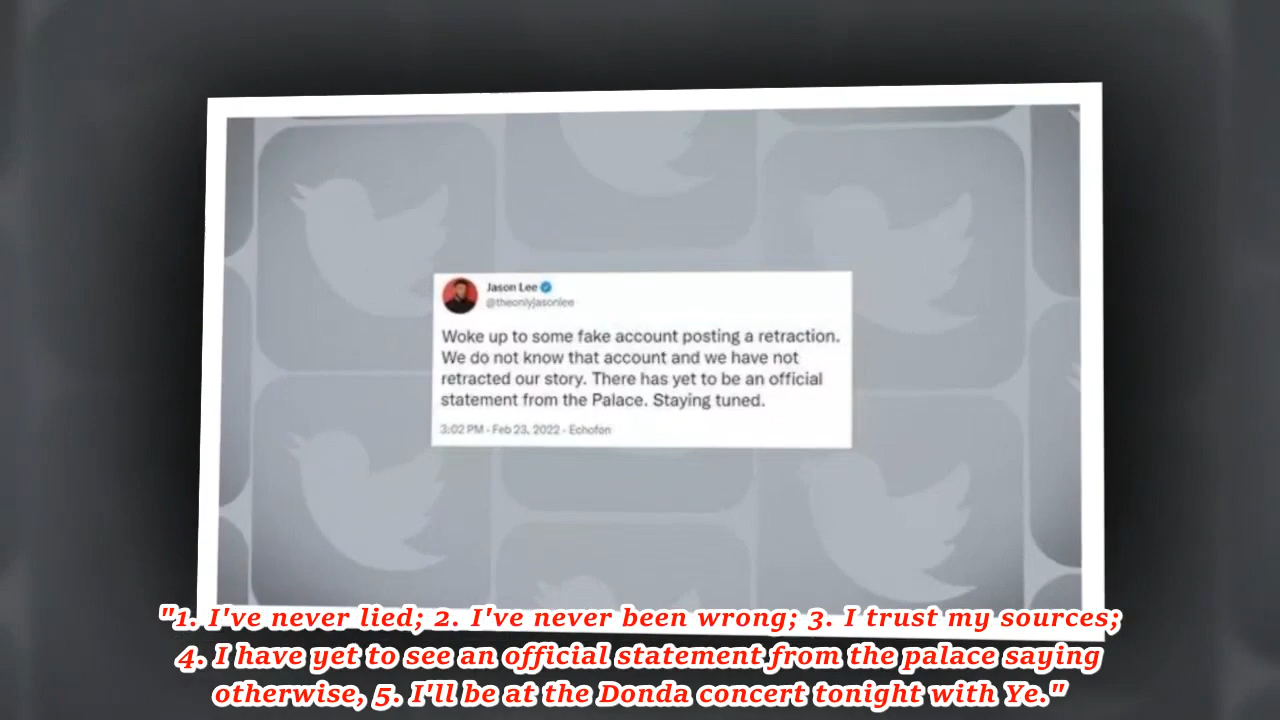 Jason Lee
@theonlyjasonlee
Woke up to some fake account posting a retraction.
We do not know that account and we have not
retracted our story. There has yet to be an official
statement from the Palace. Staying tuned.
3:02 PM · Feb 23, 2022 · Echofon
"1. I've never lied; 2. I've never been wrong; 3. I trust my sources;
4. I have yet to see an official statement from the palace saying
otherwise, 5. I'll be at the Donda concert tonight with Ye."